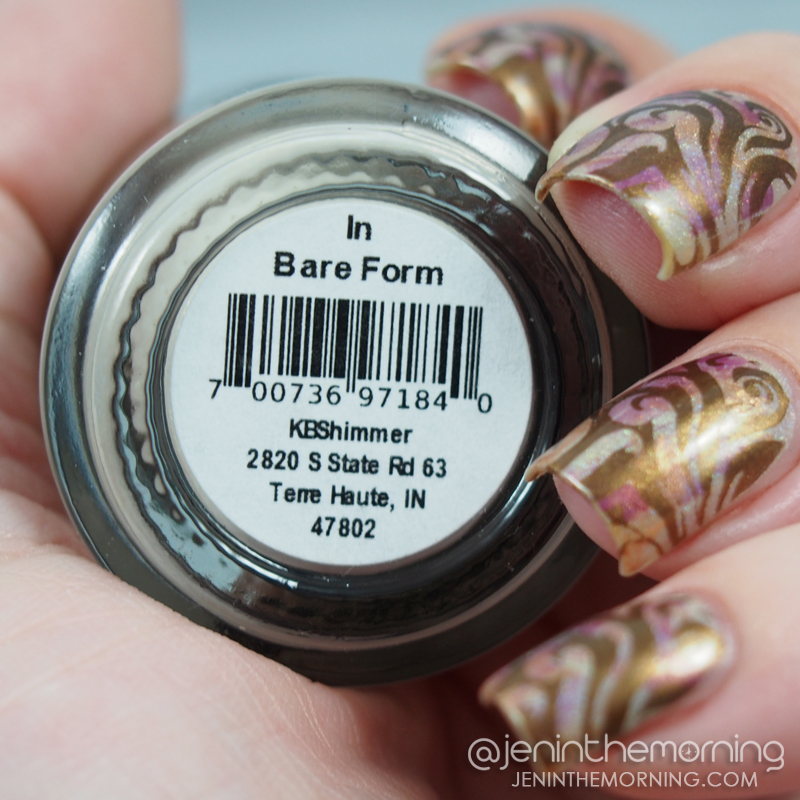 In
Bare Form
7 00736 97184 0
KBShimmer
2820 S State Rd 63
Terre Haute, IN
47802
@jeninthemorning
JENINTHEMORNING.COM